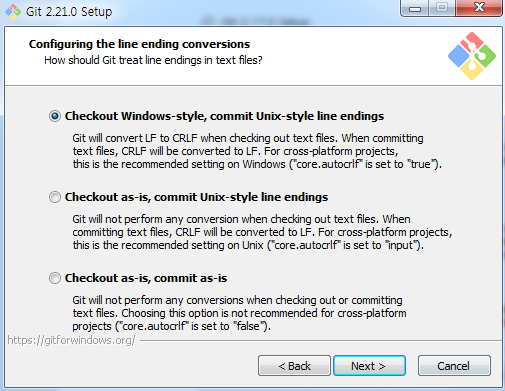 Git 2.21.0 Setup
Configuring the line ending conversions
How should Git treat line endings in text files?
Checkout Windows-style, commit Unix-style line endings
Git will convert LF to CRLF when checking out text files. When committing
text files, CRLF will be converted to LF. For cross-platform projects,
this is the recommended setting on Windows ("core.autocrlf" is set to "true").
Checkout as-is, commit Unix-style line endings
Git will not perform any conversion when checking out text files. When
committing text files, CRLF will be converted to LF. For cross-platform projects,
this is the recommended setting on Unix ("core.autocrlf" is set to "input").
Checkout as-is, commit as-is
Git will not perform any conversions when checking out or committing
text files. Choosing this option is not recommended for cross-platform
projects ("core.autocrlf" is set to "false").
https://gitforwindows.org/
< Back
Next >
Cancel